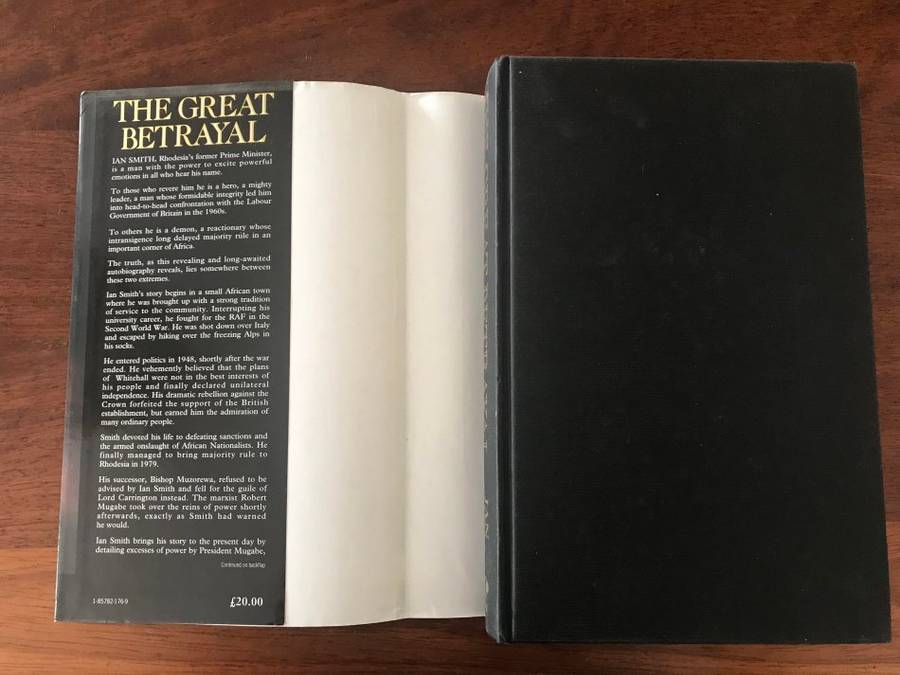 THE GREAT
BETRAYAL
IAN SMITH, Rhodesia's former Prime Minister,
is a man with the power to excite powerful
emotions in all who hear his name.
To those who revere him he is a hero, a mighty
leader, a man whose formidable integrity led him
into head-to-head confrontation with the Labour
Government of Britain in the 1960s.
To others he is a demon, a reactionary whose
intransigence long delayed majority rule in an
important corner of Africa.
The truth, as this revealing and long-awaited
autobiography reveals, lies somewhere between
these two extremes.
Ian Smith's story begins in a small African town
where he was brought up with a strong tradition
of service to the community. Interrupting his
university career, he fought for the RAF in the
Second World War. He was shot down over Italy
and escaped by hiking over the freezing Alps in
his socks.
He entered politics in 1948, shortly after the war
ended. He vehemently believed that the plans
of Whitehall were not in the best interests of
his people and finally declared unilateral
independence. His dramatic rebellion against the
Crown forfeited the support of the British
establishment, but earned him the admiration of
many ordinary people.
Smith devoted his life to defeating sanctions and
the armed onslaught of African Nationalists. He
finally managed to bring majority rule to
Rhodesia in 1979.
His successor, Bishop Muzorewa, refused to be
advised by Ian Smith and fell for the guile of
Lord Carrington instead. The marxist Robert
Mugabe took over the reins of power shortly
afterwards, exactly as Smith had warned
he would.
Ian Smith brings his story to the present day by
detailing excesses of power by President Mugabe,
Continued on backflap
1-85782-176-9
£20.00